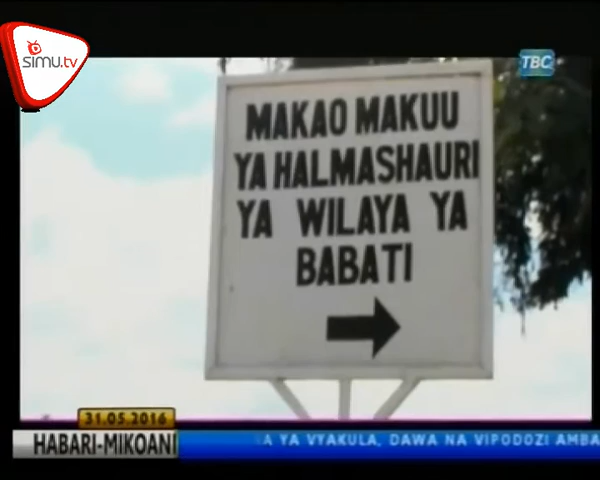 SiMU.tv
TBC
MAKAO MAKUU
YA HALMASHAURI
YA WILAYA YA
BABATI
31.05.2016
HABARI-MIKOANI
YA VYAKULA, DAWA NA VIPODOZI